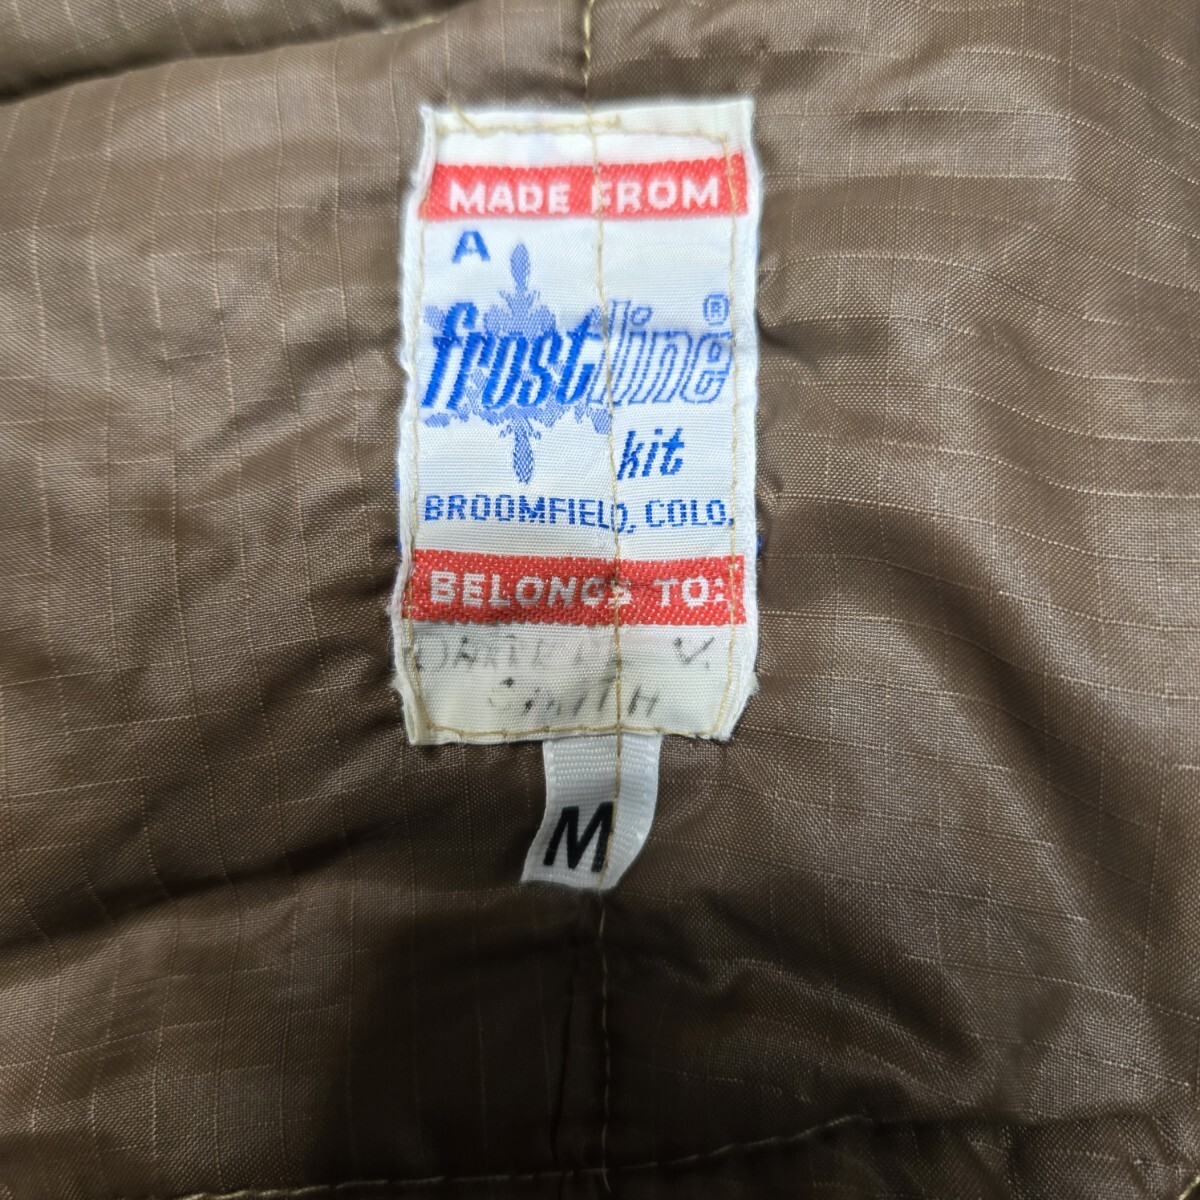 MADE FROM
A
frostline®
kit
BROOMFIELD, COLO.
BELONGS TO:
V.
SMITH
M